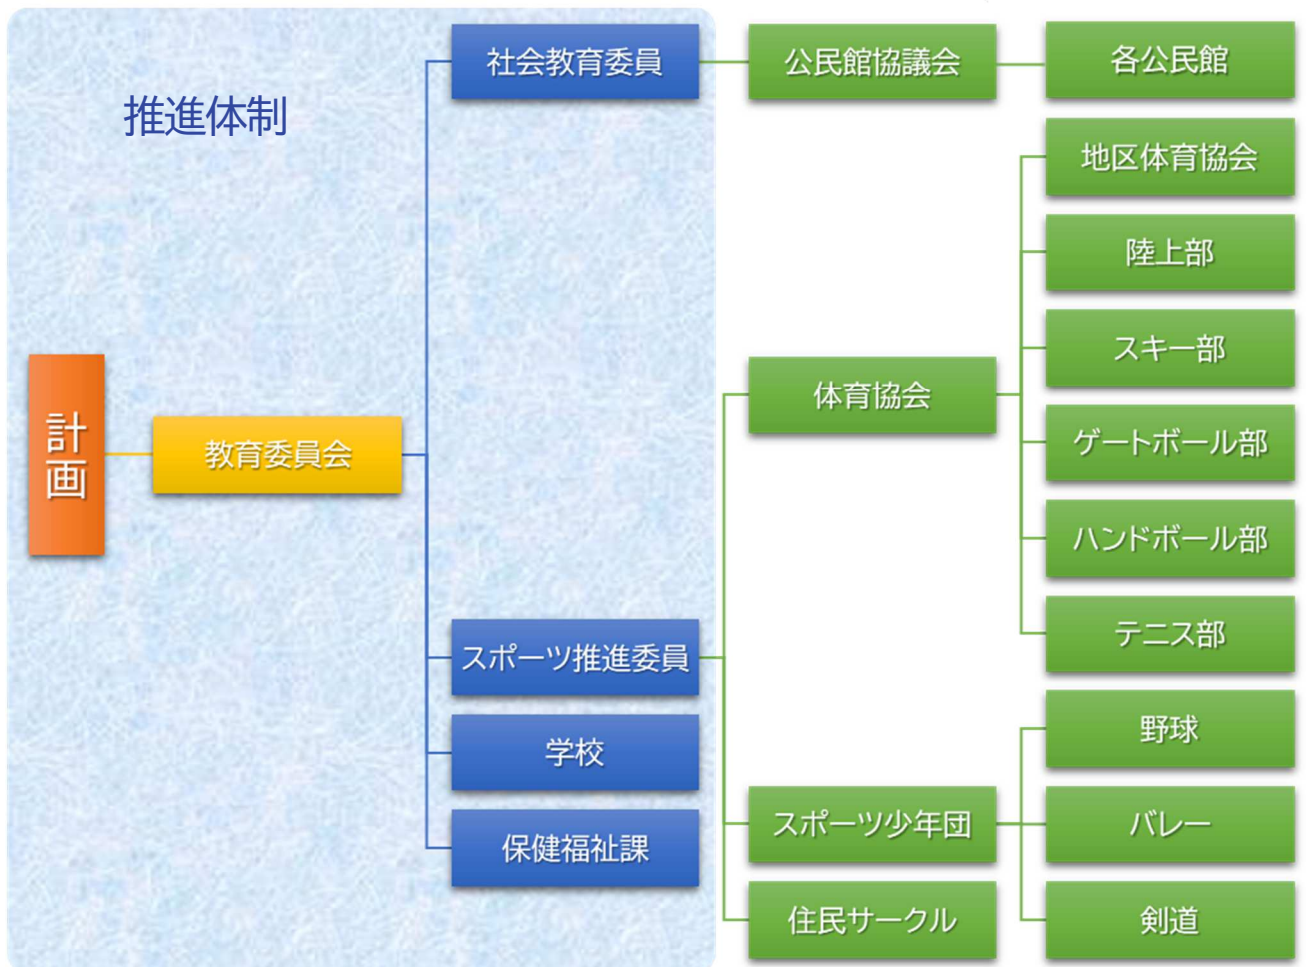 推進体制
計画
教育委員会
社会教育委員
スポーツ推進委員
学校
保健福祉課
公民館協議会
体育協会
スポーツ少年団
住民サークル
各公民館
地区体育協会
陸上部
スキー部
ゲートボール部
ハンドボール部
テニス部
野球
バレー
剣道